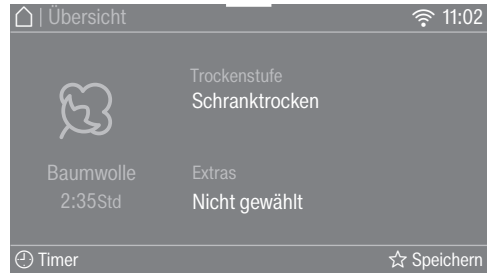 | Übersicht 11:02
Trockenstufe
Schranktrocken
Baumwolle
2:35Std
Extras
Nicht gewählt
Timer
Speichern